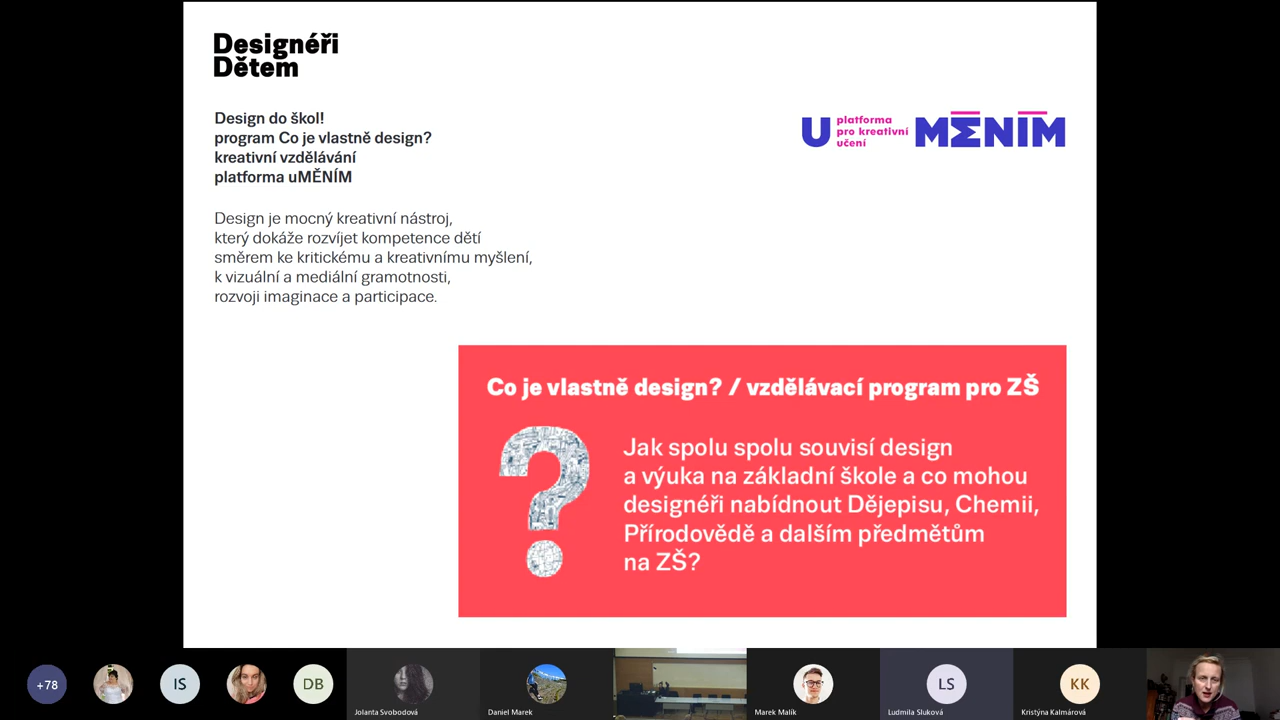 Designéři
Dětem
Design do škol!
program Co je vlastně design?
kreativní vzdělávání
platforma uMĚNÍM
U platforma pro kreativní učení MĚNÍM
Design je mocný kreativní nástroj,
který dokáže rozvíjet kompetence dětí
směrem ke kritickému a kreativnímu myšlení,
k vizuální a mediální gramotnosti,
rozvoji imaginace a participace.
Co je vlastně design? / vzdělávací program pro ZŠ
?
Jak spolu spolu souvisí design
a výuka na základní škole a co mohou
designéři nabídnout Dějepisu, Chemii,
Přírodovědě a dalším předmětům
na ZŠ?
+78
IS
DB
Jolanta Svobodová
Daniel Marek
Marek Malík
LS
Ludmila Sluková
KK
Kristýna Kalmárová